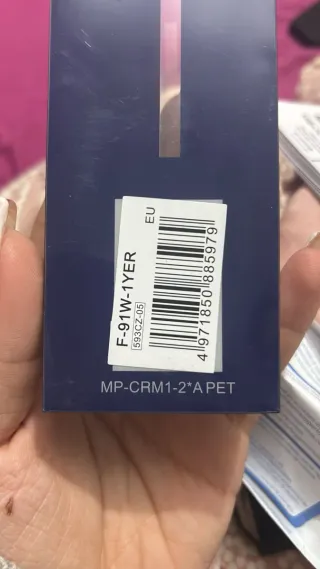 EU
F-91W-1YER
593CZ-05
4 971850 885979
MP-CRM1-2*A PET